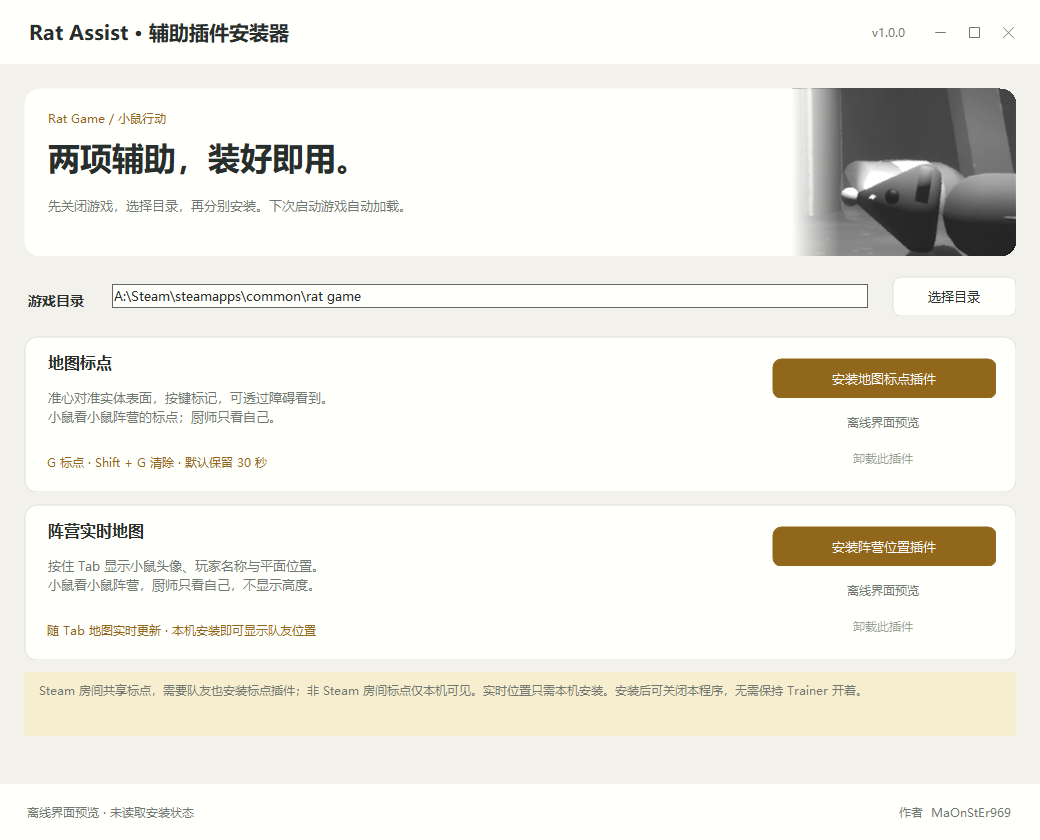 Rat Assist • 辅助插件安装器
v1.0.0
Rat Game / 小鼠行动
两项辅助，装好即用。
先关闭游戏，选择目录，再分别安装。下次启动游戏自动加载。
游戏目录
A:\Steam\steamapps\common\rat game
选择目录
地图标点
准心对准实体表面，按键标记，可透过障碍看到。
小鼠看小鼠阵营的标点；厨师只看自己。
G 标点 · Shift + G 清除 · 默认保留 30 秒
安装地图标点插件
离线界面预览
卸载此插件
阵营实时地图
按住 Tab 显示小鼠头像、玩家名称与平面位置。
小鼠看小鼠阵营，厨师只看自己，不显示高度。
随 Tab 地图实时更新 · 本机安装即可显示队友位置
安装阵营位置插件
离线界面预览
卸载此插件
Steam 房间共享标点，需要队友也安装标点插件；非 Steam 房间标点仅本机可见。实时位置只需本机安装。安装后可关闭本程序，无需保持 Trainer 开着。
离线界面预览 · 未读取安装状态
作者 MaOnStEr969